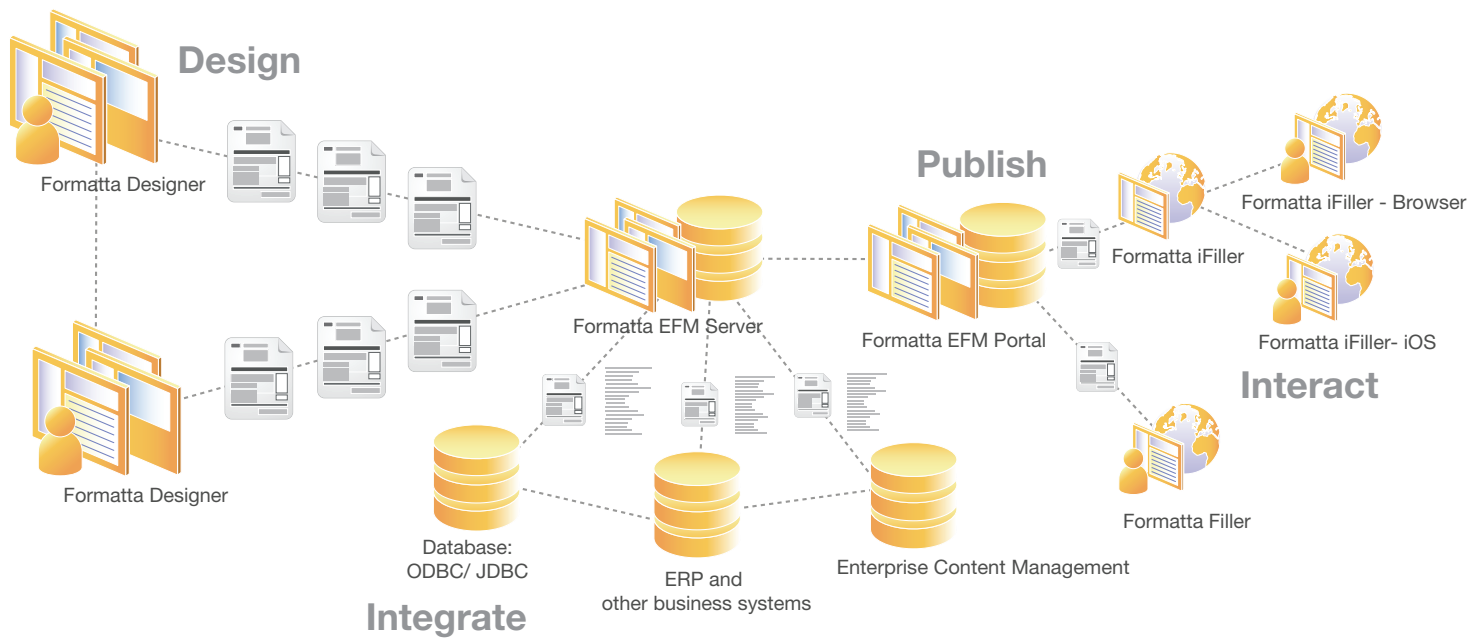 Design
Formatta Designer
Formatta Designer
Formatta EFM Server
Publish
Formatta EFM Portal
Formatta iFiller
Formatta iFiller - Browser
Formatta iFiller- iOS
Interact
Formatta Filler
Database:
ODBC/ JDBC
ERP and
other business systems
Enterprise Content Management
Integrate